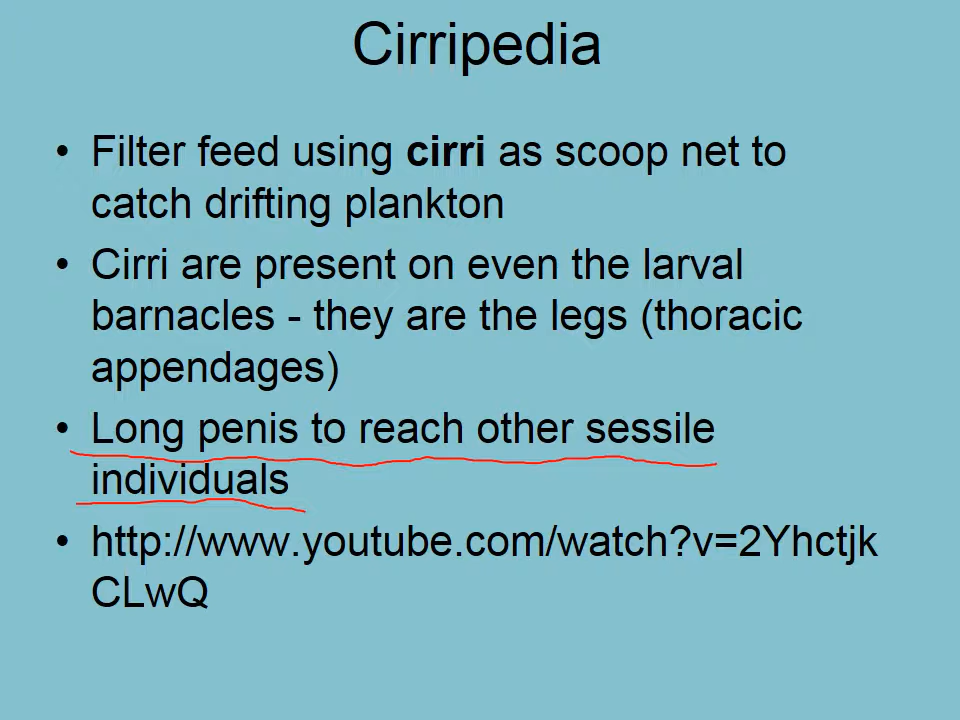 Cirripedia
• Filter feed using cirri as scoop net to
catch drifting plankton
• Cirri are present on even the larval
barnacles - they are the legs (thoracic
appendages)
• Long penis to reach other sessile
individuals
• http://www.youtube.com/watch?v=2Yhctjk
CLwQ